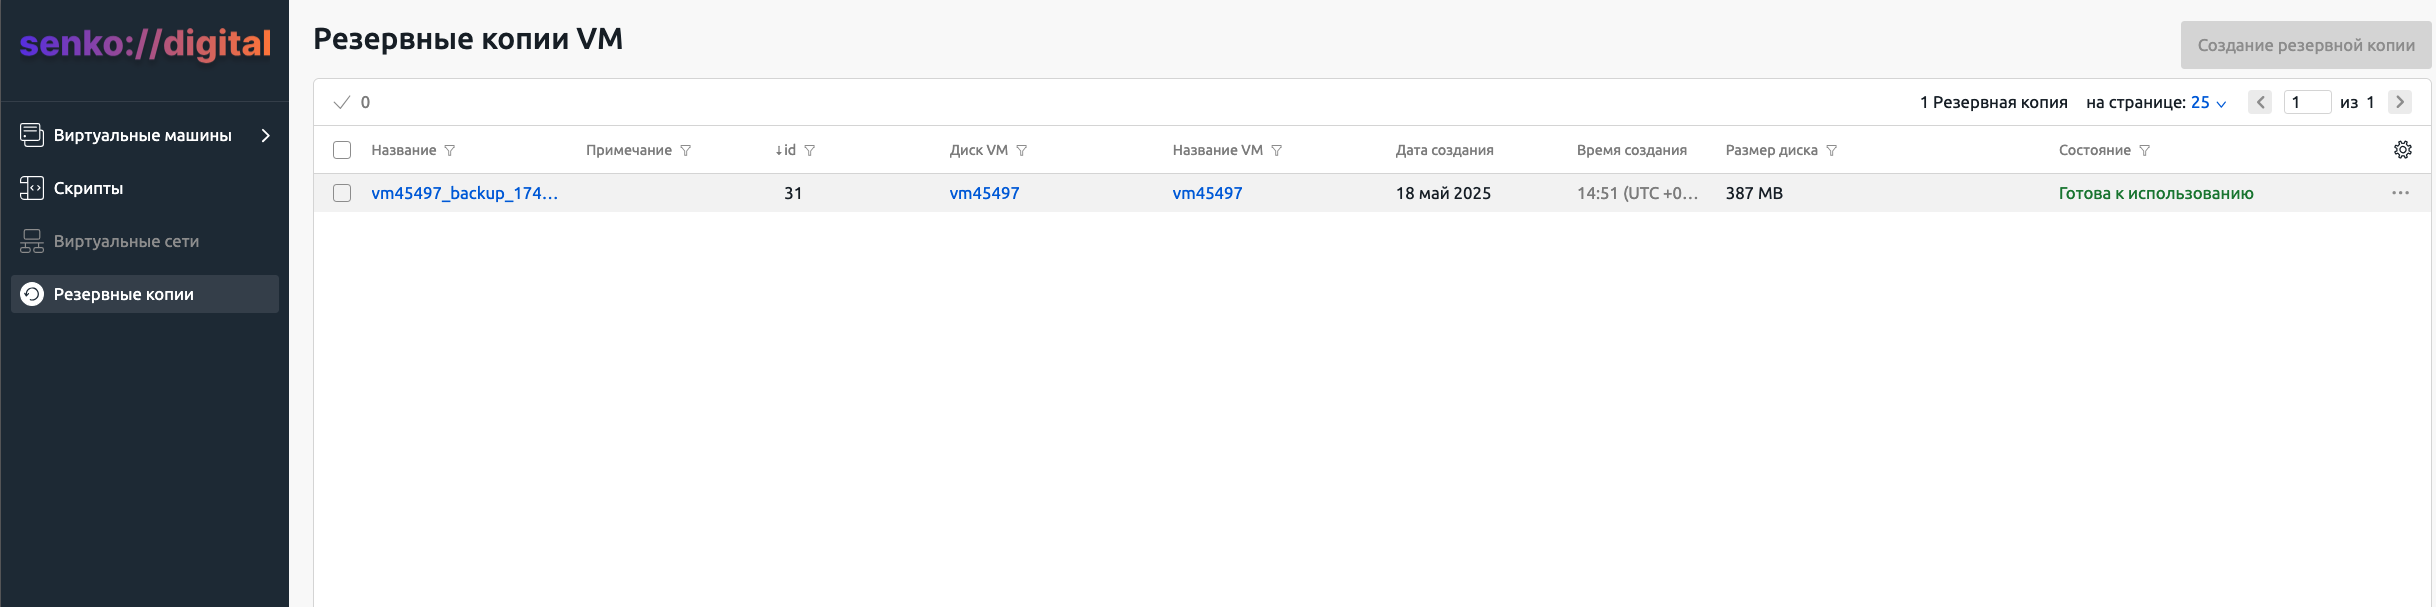 senko://digital
Виртуальные машины
Скрипты
Виртуальные сети
Резервные копии
Резервные копии VM
Создание резервной копии
0
1 Резервная копия на странице: 25 1 из 1
Название Примечание ↓id Диск VM Название VM Дата создания Время создания Размер диска Состояние
vm45497_backup_174... 31 vm45497 vm45497 18 май 2025 14:51 (UTC +0... 387 MB Готова к использованию ...